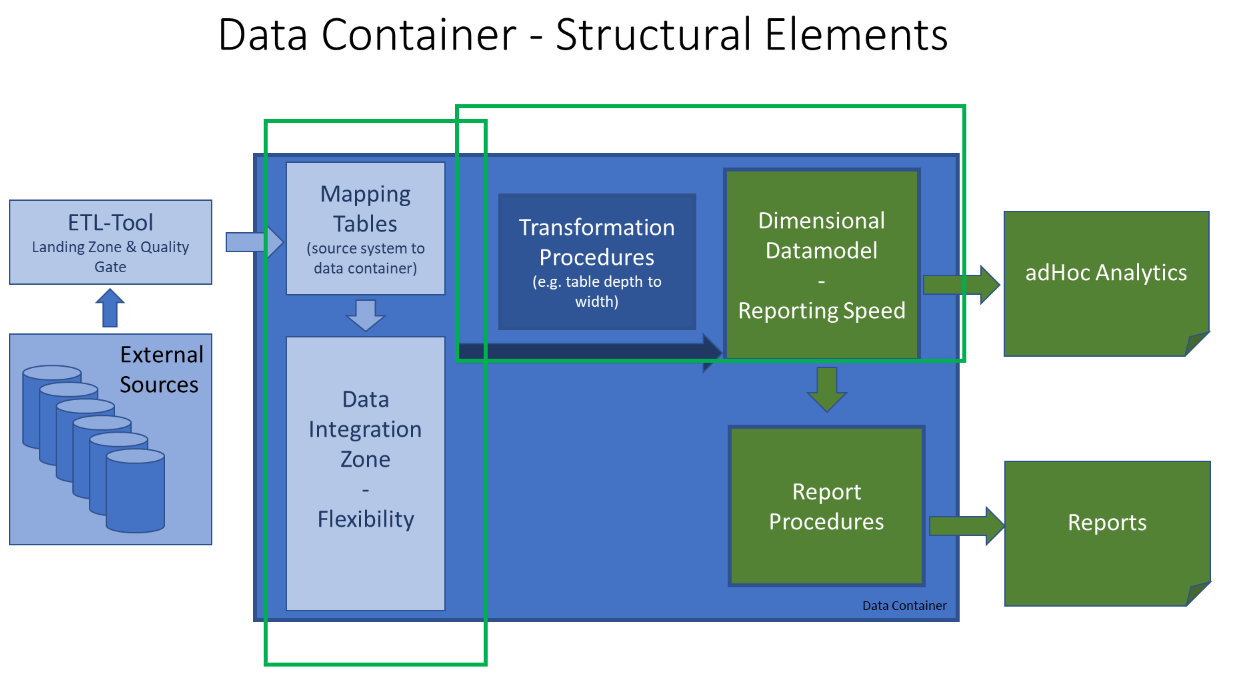 Data Container - Structural Elements
ETL-Tool
Landing Zone & Quality
Gate
External
Sources
Mapping
Tables
(source system to
data container)
Data
Integration
Zone
-
Flexibility
Transformation
Procedures
(e.g. table depth to
width)
Dimensional
Datamodel
-
Reporting Speed
Report
Procedures
Data Container
adHoc Analytics
Reports